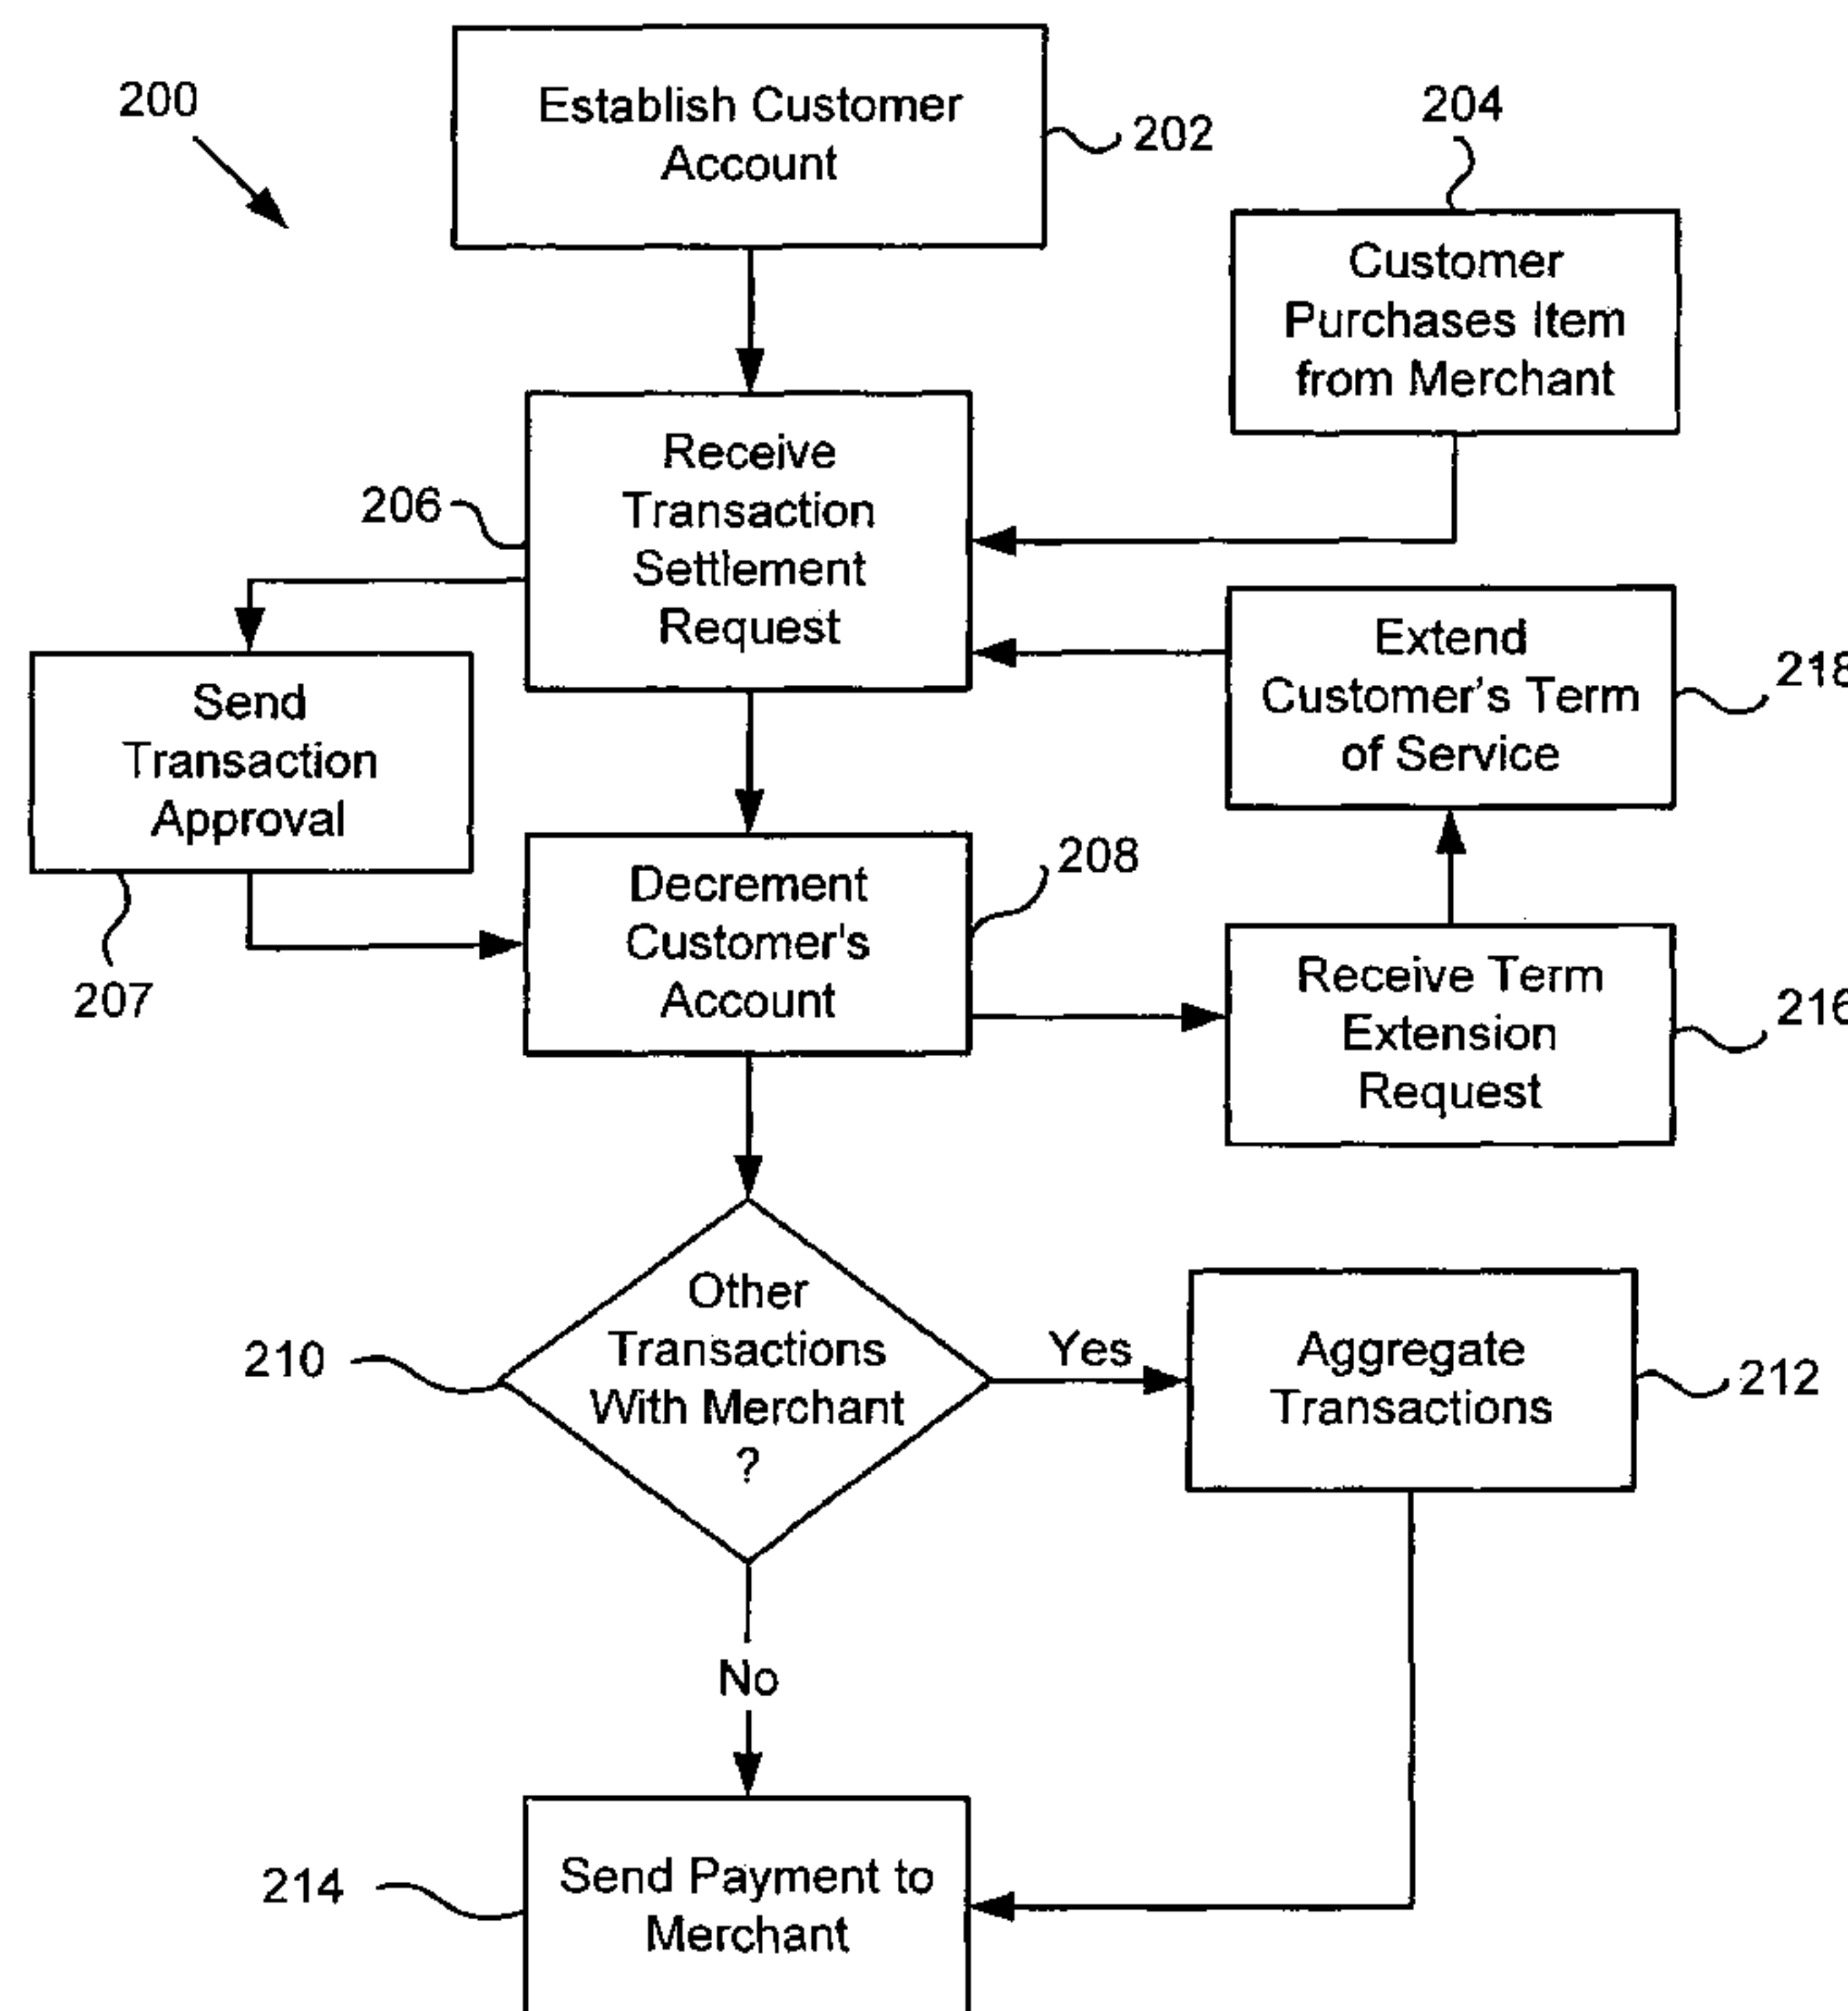 200
Establish Customer
Account
202
204
Customer
Purchases Item
from Merchant
206
Receive
Transaction
Settlement
Request
Extend
Customer's Term
of Service
218
Send
Transaction
Approval
207
Decrement
Customer's
Account
208
Receive Term
Extension
Request
216
210
Other
Transactions
With Merchant
?
Yes
Aggregate
Transactions
212
No
214
Send Payment to
Merchant